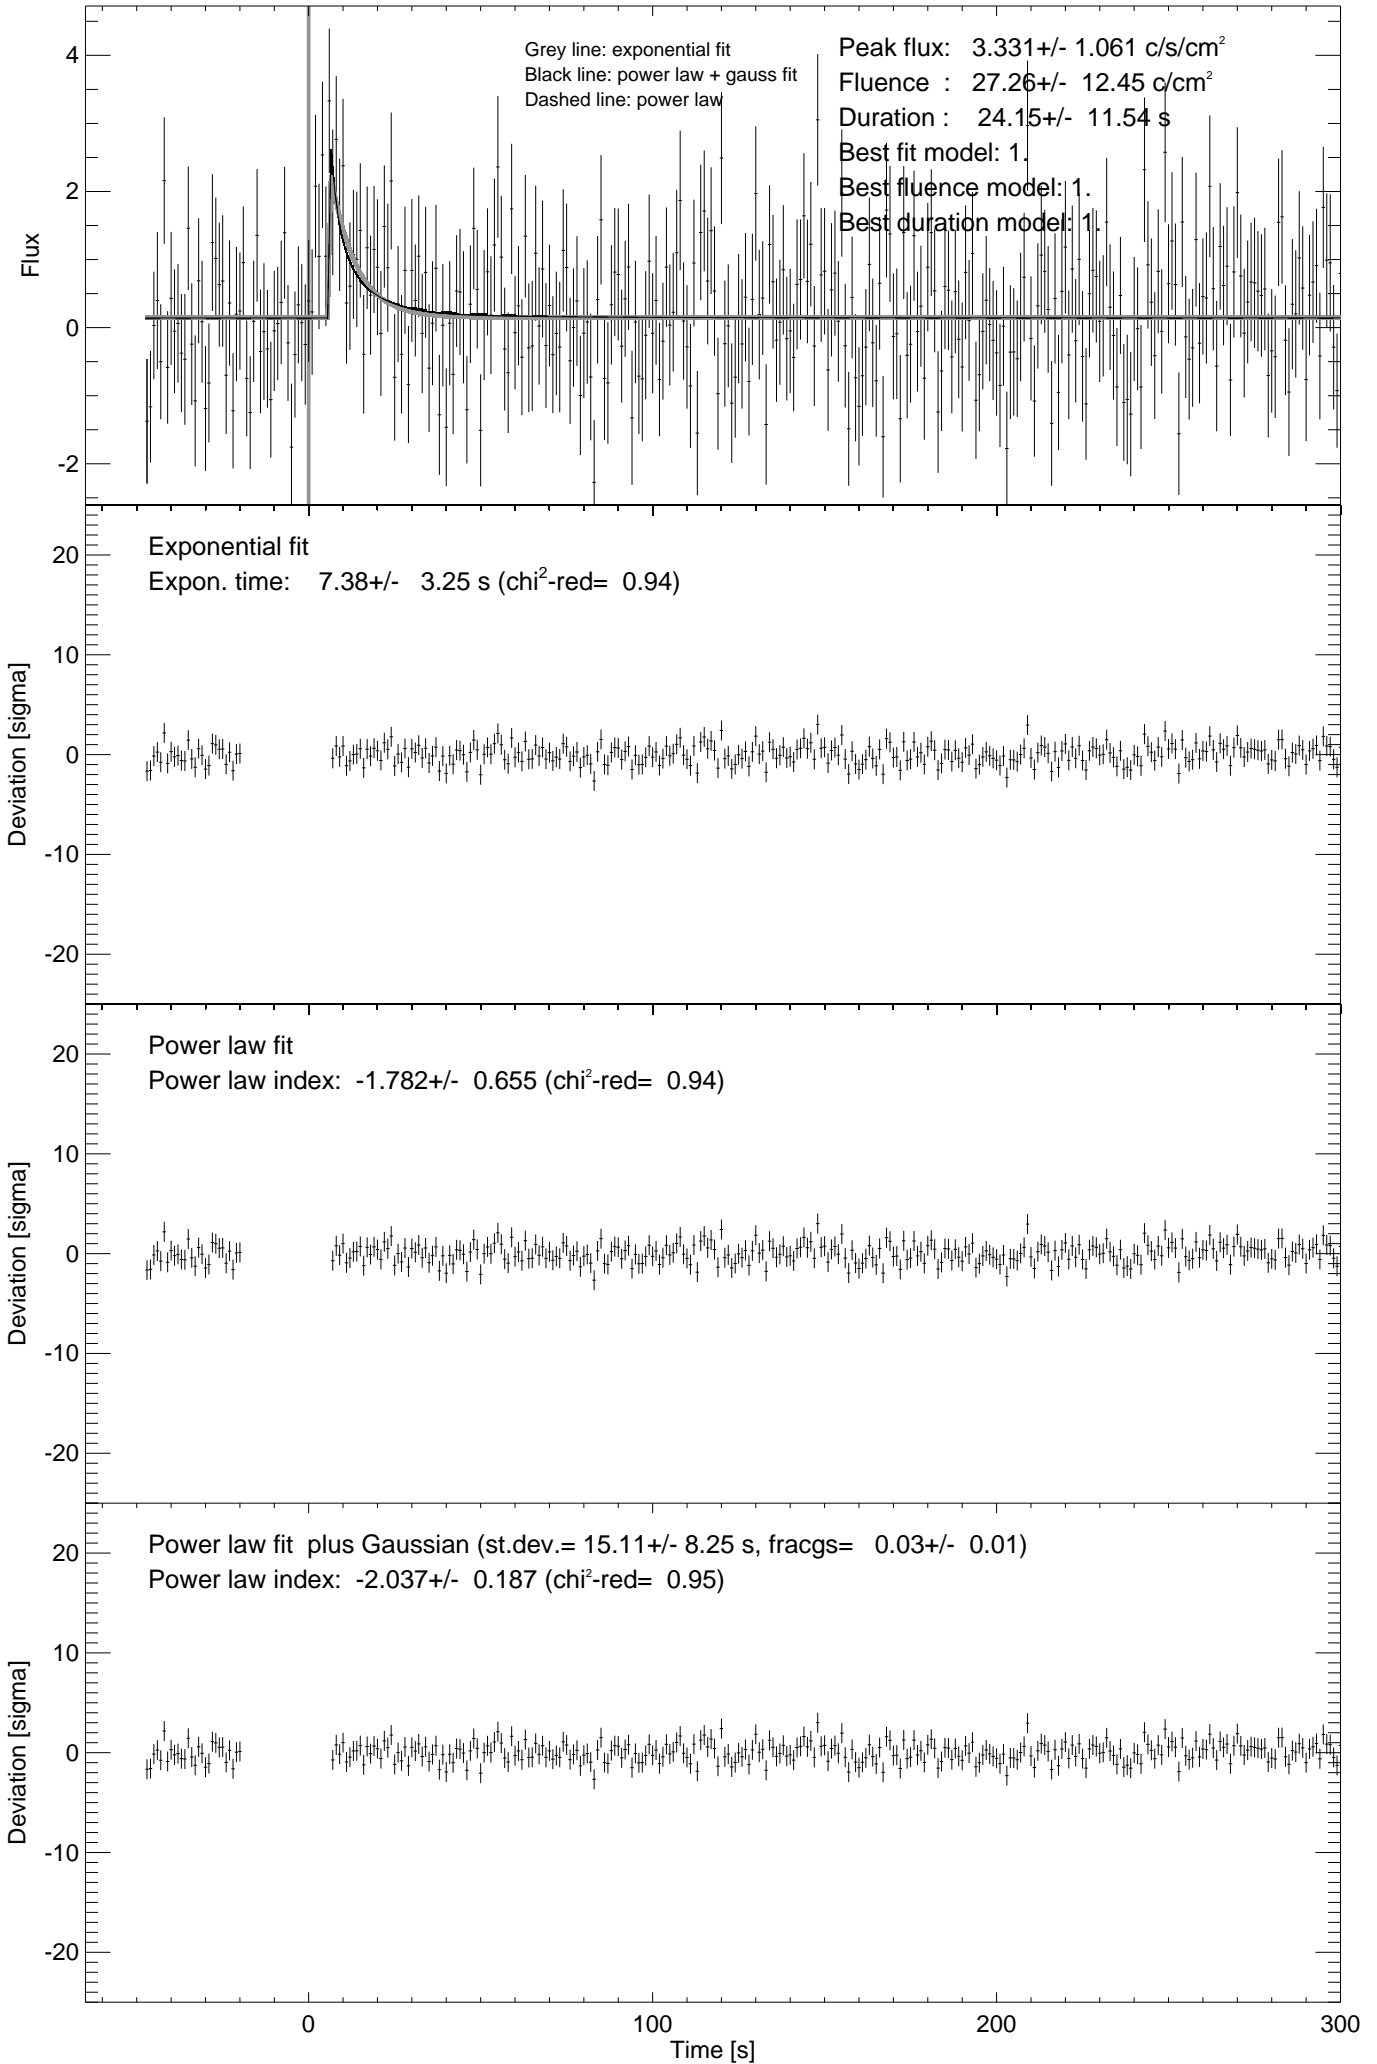 Grey line: exponential fit
Black line: power law + gauss fit
Dashed line: power law
Peak flux: 3.331+/- 1.061 c/s/cm²
Fluence : 27.26+/- 12.45 c/cm²
Duration : 24.15+/- 11.54 s
Best fit model: 1.
Best fluence model: 1.
Best duration model: 1.
4
2
0
-2
Flux
Exponential fit
Expon. time: 7.38+/- 3.25 s (chi²-red= 0.94)
20
10
0
-10
-20
Deviation [sigma]
Power law fit
Power law index: -1.782+/- 0.655 (chi²-red= 0.94)
20
10
0
-10
-20
Deviation [sigma]
Power law fit plus Gaussian (st.dev.= 15.11+/- 8.25 s, fracgs= 0.03+/- 0.01)
Power law index: -2.037+/- 0.187 (chi²-red= 0.95)
20
10
0
-10
-20
Deviation [sigma]
0 100 200 300
Time [s]